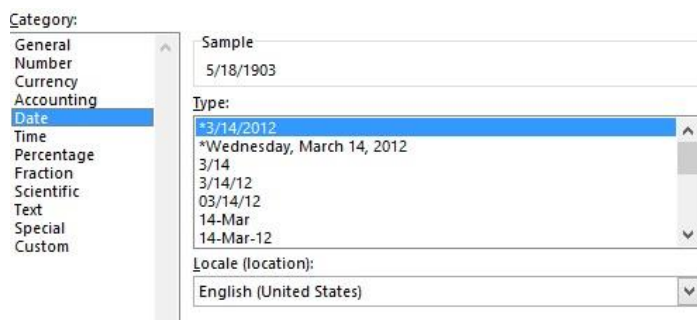 Category:
General
Number
Currency
Accounting
Date
Time
Percentage
Fraction
Scientific
Text
Special
Custom
Sample
5/18/1903
Type:
*3/14/2012
*Wednesday, March 14, 2012
3/14
3/14/12
03/14/12
14-Mar
14-Mar-12
Locale (location):
English (United States)